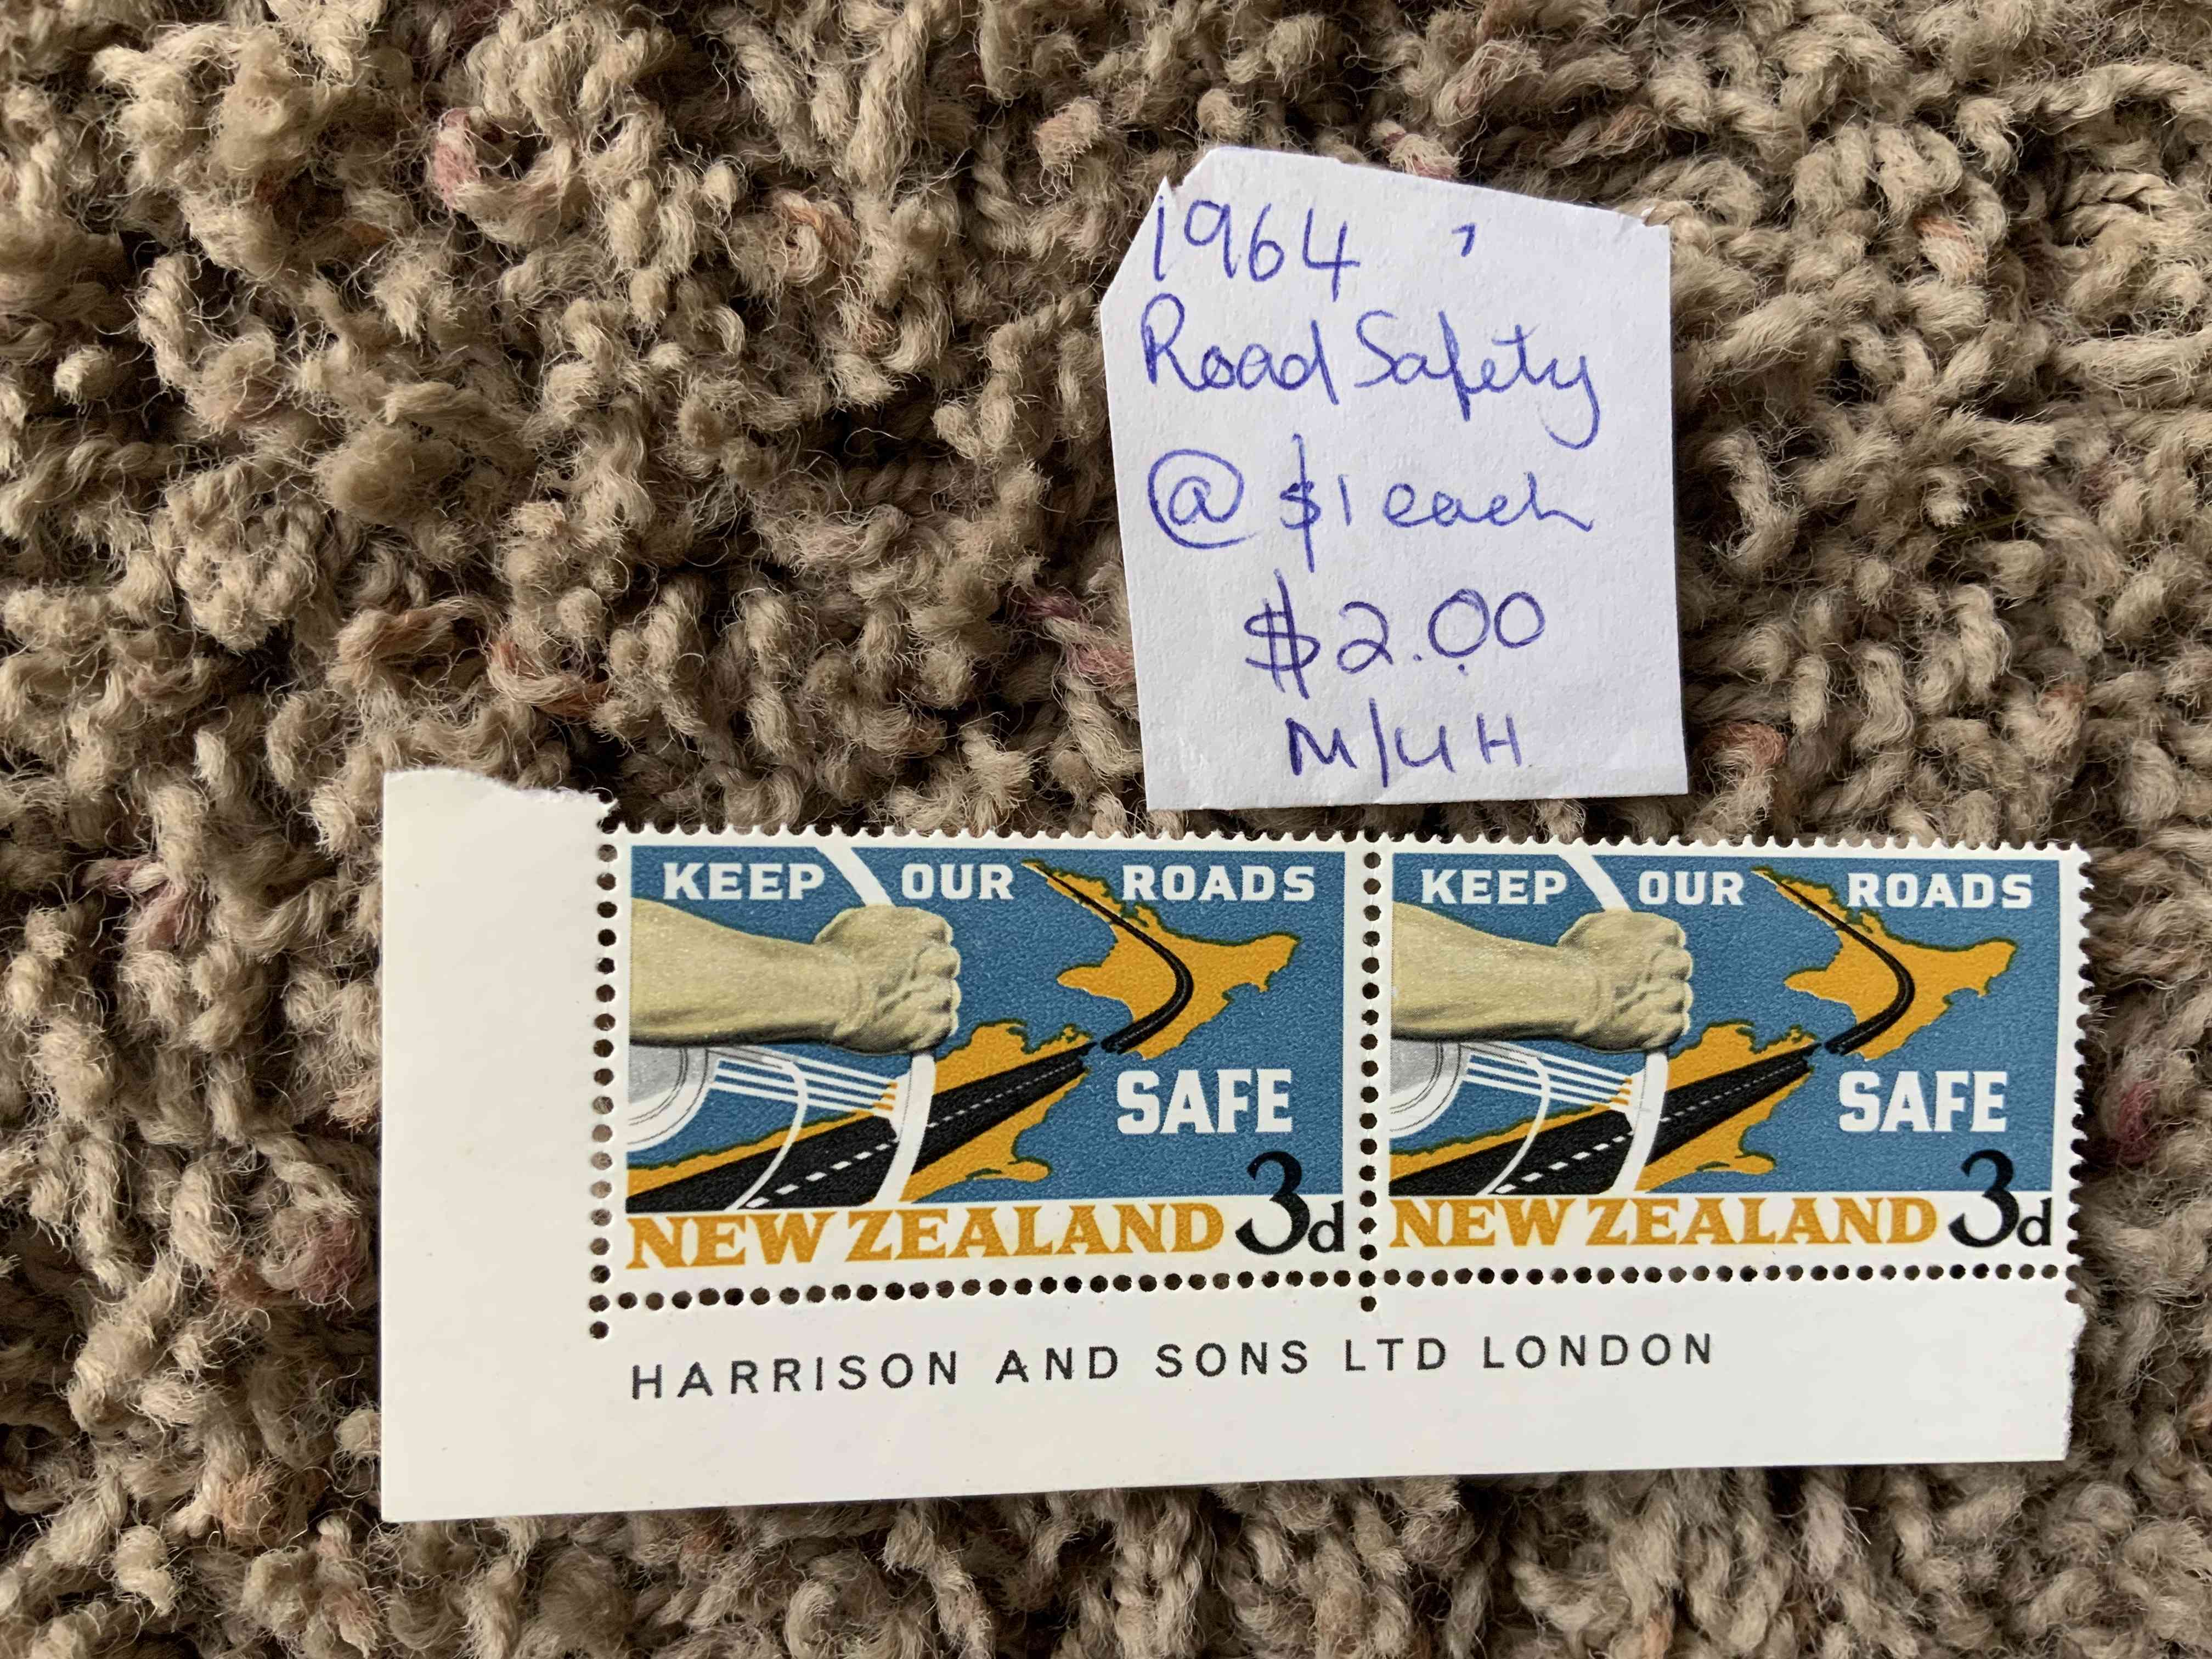 1964
Road Safety
@ $1 each
$2.00
M/UH
KEEP OUR ROADS
SAFE
NEW ZEALAND 3d
KEEP OUR ROADS
SAFE
NEW ZEALAND 3d
HARRISON AND SONS LTD LONDON